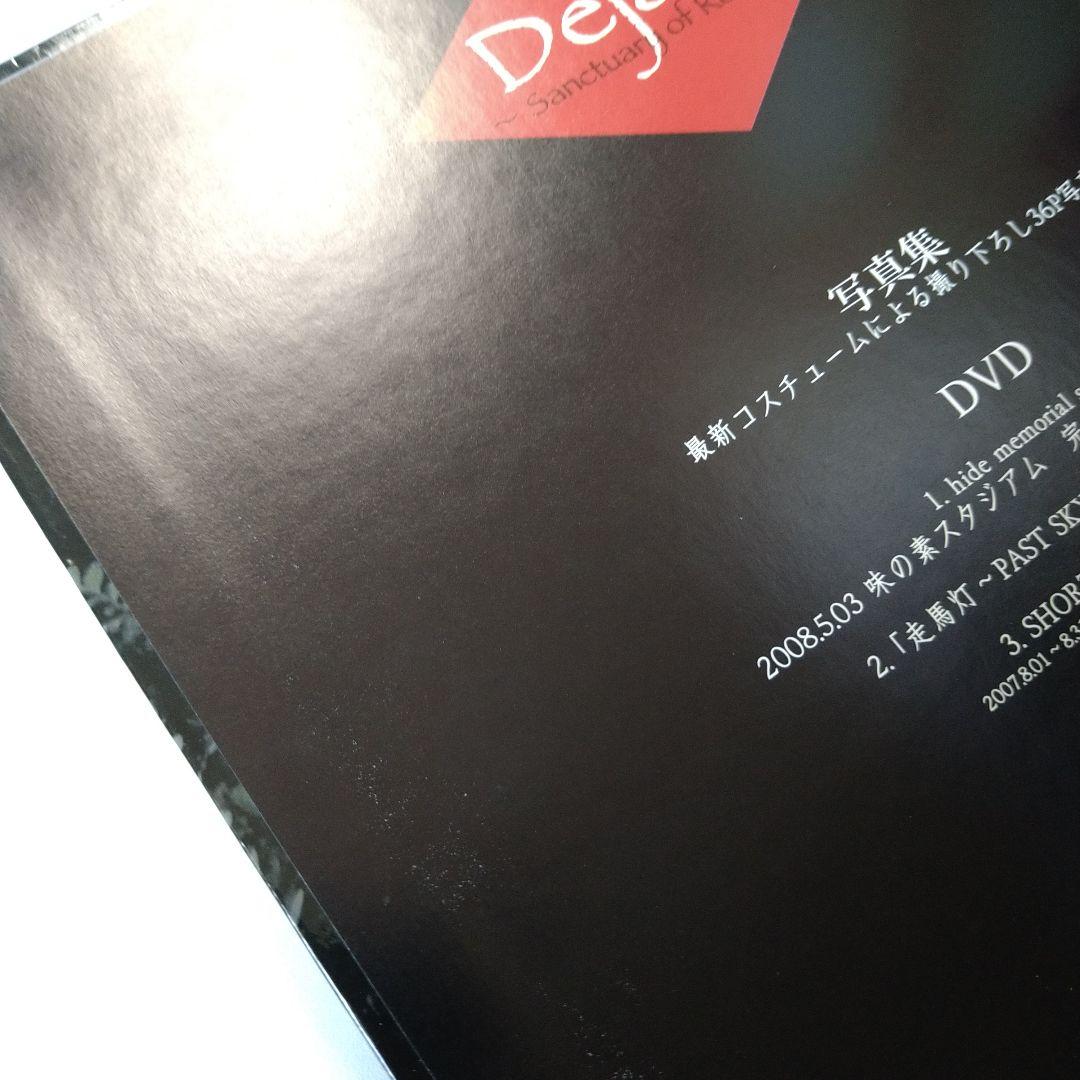 Deja
~ Sanctuary of Re
写真集
最新コスチュームによる撮り下ろし36P写
DVD
1. hide memorial s
2008.5.03 味の素スタジアム 完
2.「走馬灯~PAST SKY
3. SHOR
2007.8.01~8.3